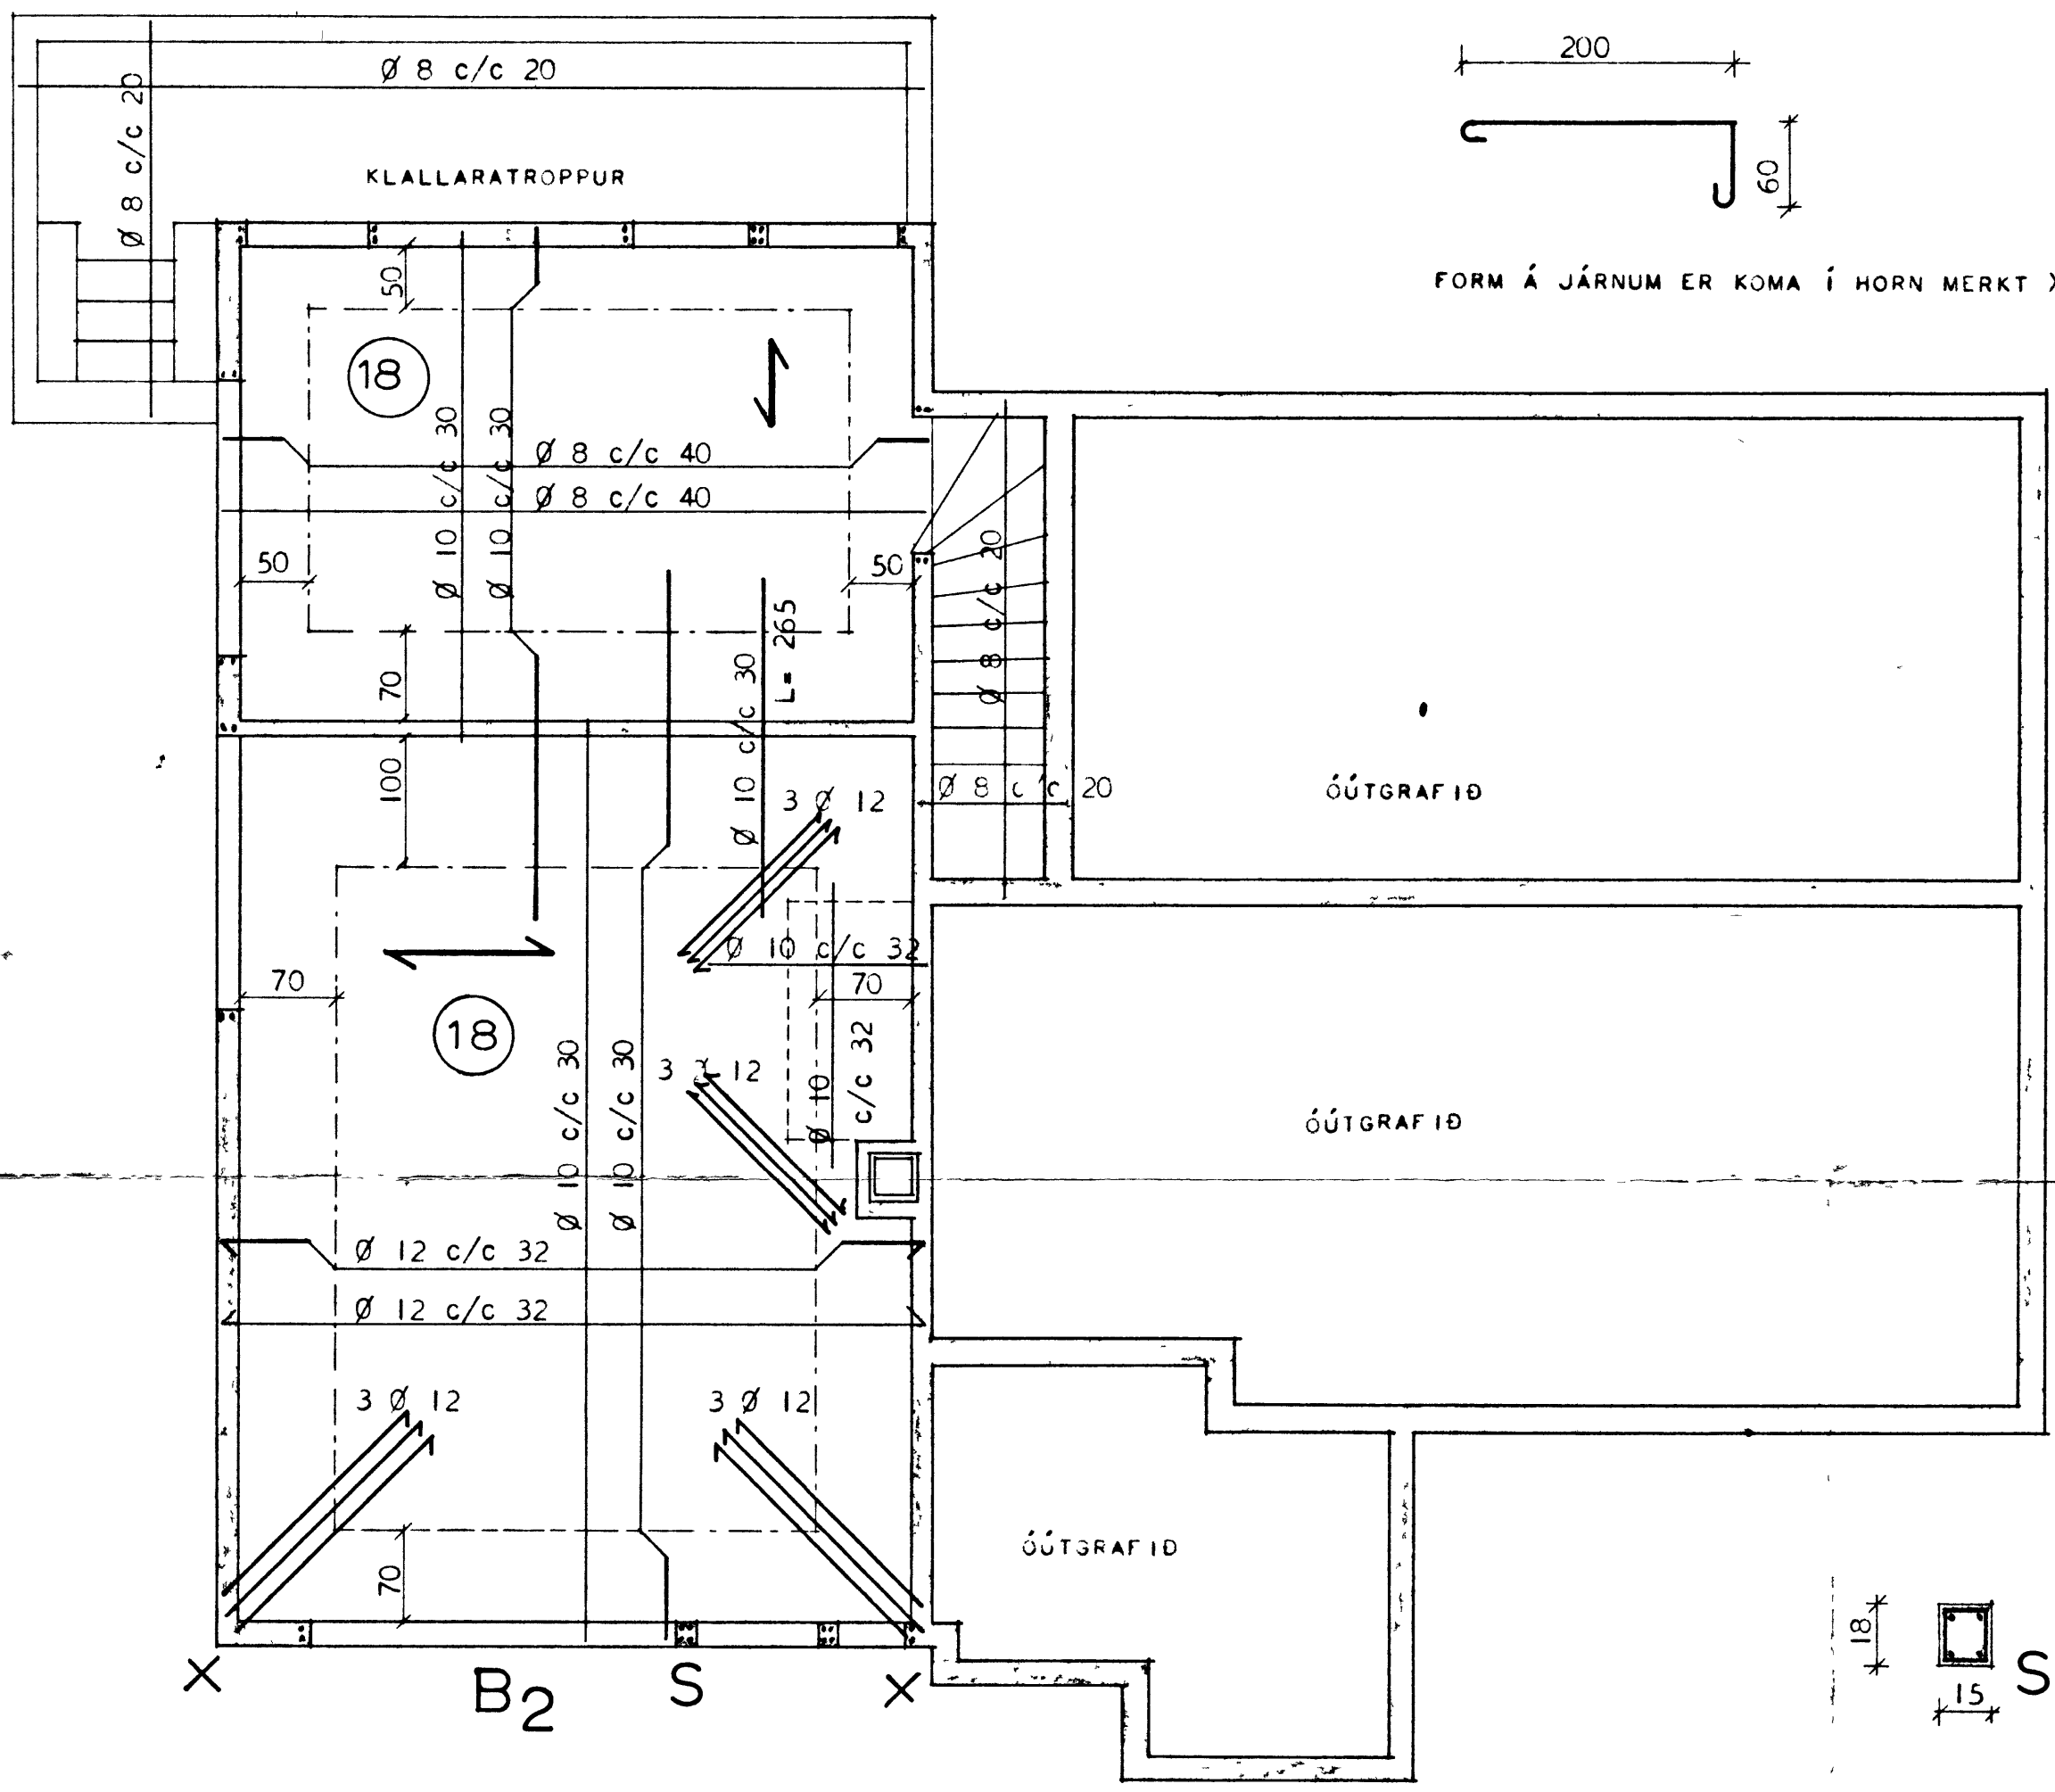 Ø 8 c/c 20
Ø 8 c/c 20
KLALLARATROPPUR
200
60
FORM Á JÁRNUM ER KOMA Í HORN MERKT X
50
18
Ø 10 c/c 30
Ø 10 c/c 30
Ø 8 c/c 40
Ø 8 c/c 40
50
50
70
Ø 10 c/c 30
L= 265
Ø 8 c/c 20
100
3 Ø 12
Ø 8 c/c 20
ÓÚTGRAFIÐ
Ø 10 c/c 32
70
70
18
Ø 10 c/c 30
Ø 10 c/c 30
3 Ø 12
Ø 10
c/c 32
ÓÚTGRAFIÐ
Ø 12 c/c 32
Ø 12 c/c 32
3 Ø 12
3 Ø 12
70
ÓÚTGRAFIÐ
X
B2
S
X
18
15
S